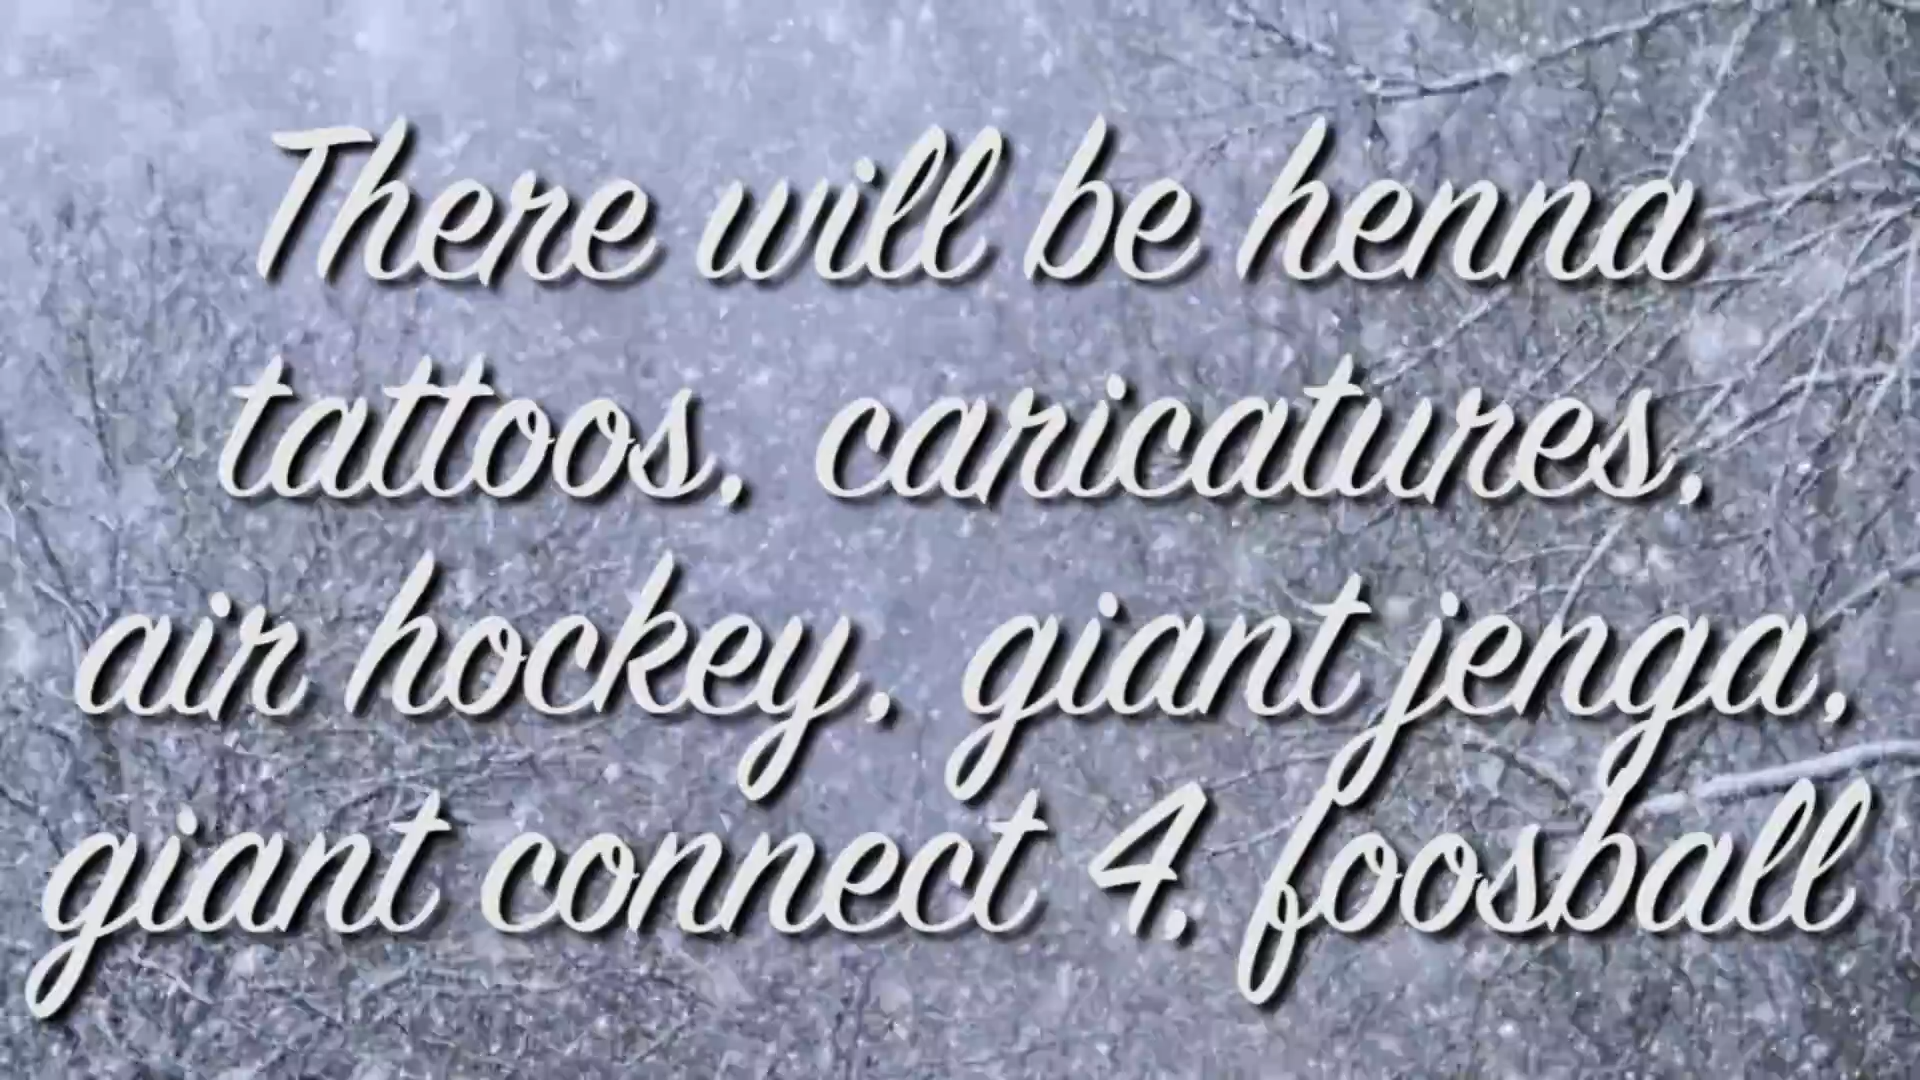 There will be henna
tattoos, caricatures,
air hockey, giant jenga,
giant connect 4, foosball